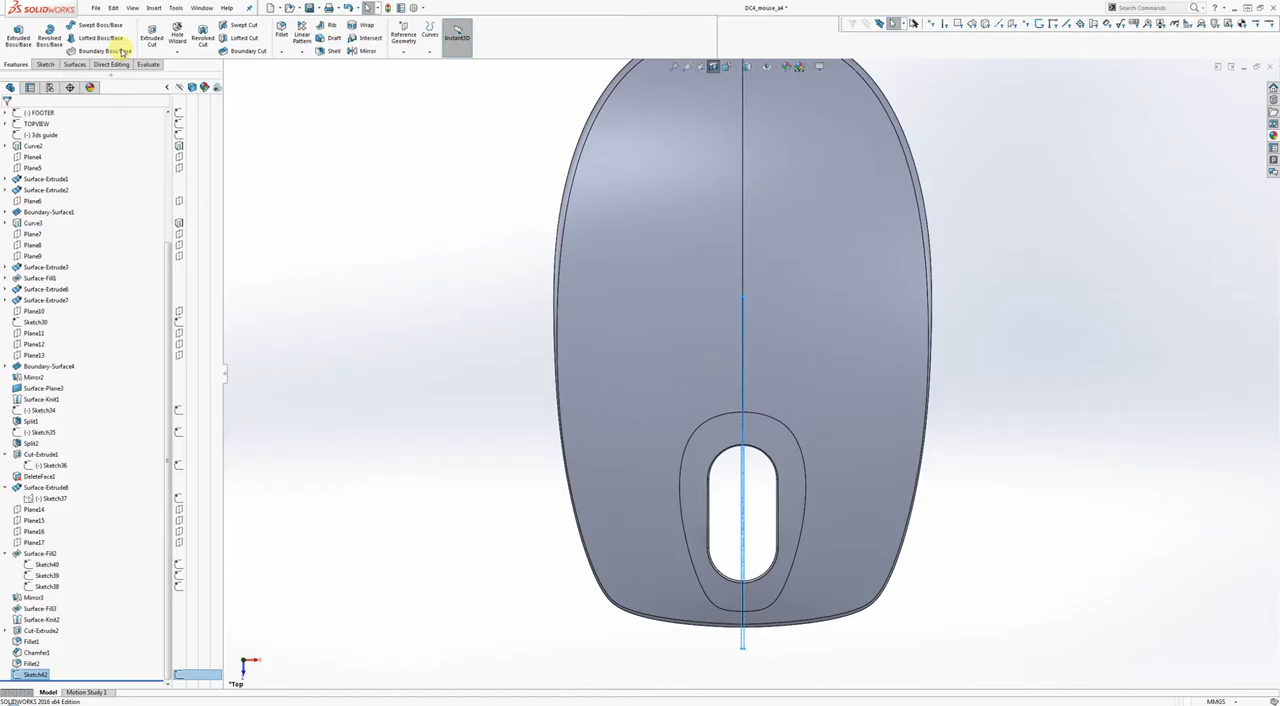 SOLIDWORKS
File Edit View Insert Tools Window Help
DC4_mouse_a4 *
Search Commands
Extruded Boss/Base
Revolved Boss/Base
Swept Boss/Base
Lofted Boss/Base
Boundary Boss/Base
Extruded Cut
Hole Wizard
Revolved Cut
Swept Cut
Lofted Cut
Boundary Cut
Fillet
Linear Pattern
Rib
Draft
Shell
Wrap
Intersect
Mirror
Reference Geometry
Curves
Instant3D
Features Sketch Surfaces Direct Editing Evaluate
(-) FOOTER
TOPVIEW
(-) 3ds guide
Curve2
Plane4
Plane5
Surface-Extrude1
Surface-Extrude2
Plane6
Boundary-Surface1
Curve3
Plane7
Plane8
Plane9
Surface-Extrude3
Surface-Fill1
Surface-Extrude6
Surface-Extrude7
Plane10
Sketch30
Plane11
Plane12
Plane13
Boundary-Surface4
Mirror2
Surface-Plane3
Surface-Knit1
(-) Sketch34
Split1
(-) Sketch35
Split2
Cut-Extrude1
(-) Sketch36
DeleteFace1
Surface-Extrude8
(-) Sketch37
Plane14
Plane15
Plane16
Plane17
Surface-Fill2
Sketch40
Sketch39
Sketch38
Mirror3
Surface-Fill3
Surface-Knit2
Cut-Extrude2
Fillet1
Chamfer1
Fillet2
Sketch42
*Top
Model Motion Study 1
SOLIDWORKS 2016 x64 Edition
MMGS